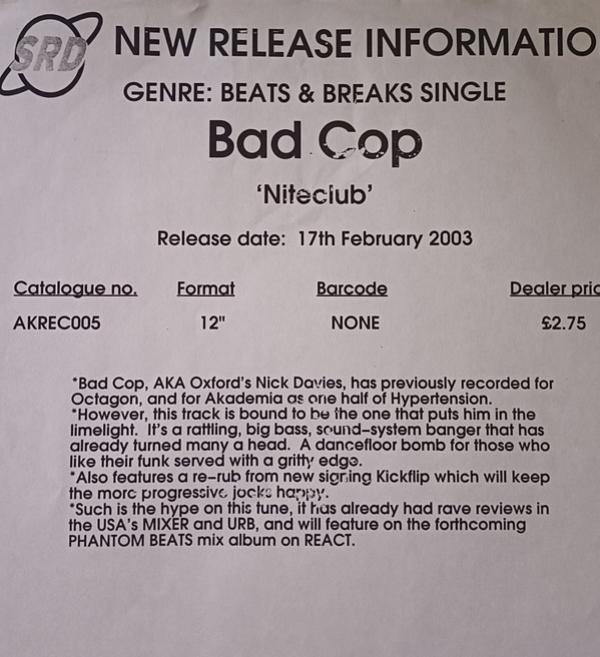 SRD
NEW RELEASE INFORMATIO
GENRE: BEATS & BREAKS SINGLE
Bad Cop
‘Niteclub’
Release date: 17th February 2003
Catalogue no. Format Barcode Dealer pric
AKREC005 12" NONE £2.75
*Bad Cop, AKA Oxford's Nick Davies, has previously recorded for
Octagon, and for Akademia as one half of Hypertension.
*However, this track is bound to be the one that puts him in the
limelight. It's a rattling, big bass, sound-system banger that has
already turned many a head. A dancefloor bomb for those who
like their funk served with a gritty edge.
*Also features a re-rub from new signing Kickflip which will keep
the more progressive jocks happy.
*Such is the hype on this tune, it has already had rave reviews in
the USA's MIXER and URB, and will feature on the forthcoming
PHANTOM BEATS mix album on REACT.